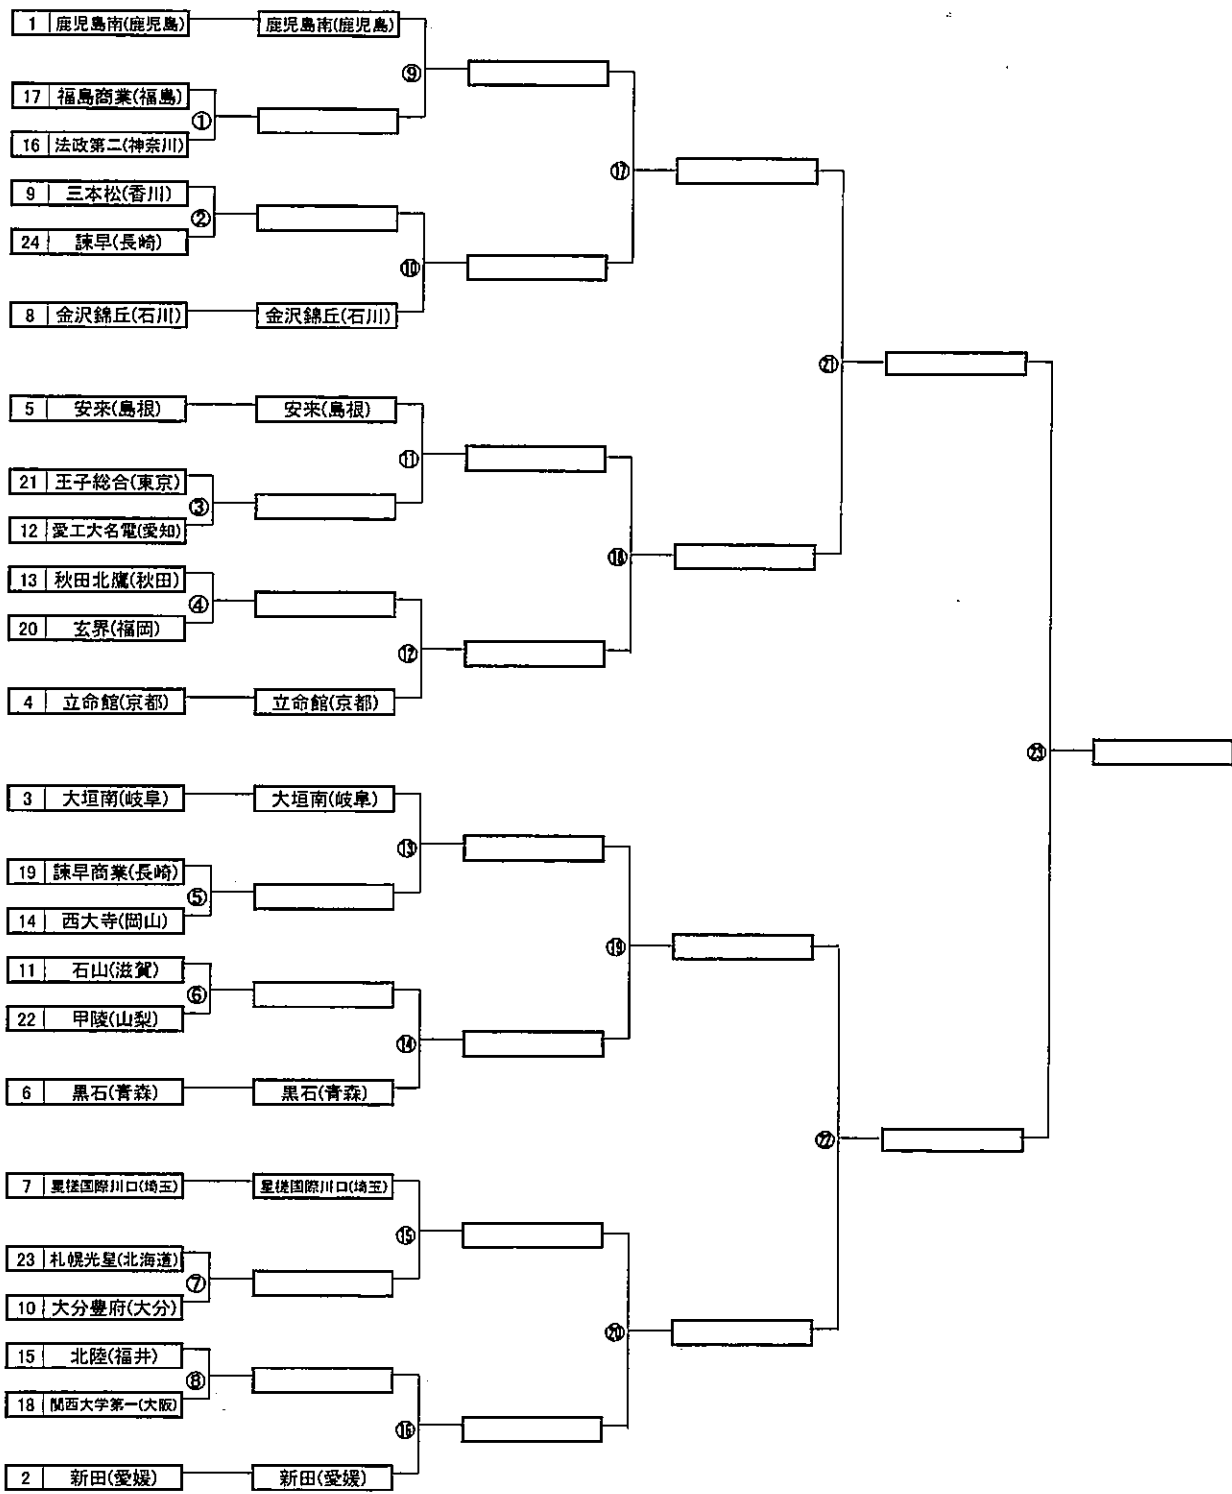 1 鹿児島南(鹿児島) 鹿児島南(鹿児島)
⑨
17 福島商業(福島)
①
16 法政第二(神奈川)
⑰
9 三本松(香川)
②
24 諫早(長崎)
⑩
8 金沢錦丘(石川) 金沢錦丘(石川)
㉑
5 安来(島根) 安来(島根)
⑪
21 王子総合(東京)
③
12 愛工大名電(愛知)
⑱
13 秋田北鷹(秋田)
④
20 玄界(福岡)
⑫
4 立命館(京都) 立命館(京都)
㉓
3 大垣南(岐阜) 大垣南(岐阜)
⑬
19 諫早商業(長崎)
⑤
14 西大寺(岡山)
⑲
11 石山(滋賀)
⑥
22 甲陵(山梨)
⑭
6 黒石(青森) 黒石(青森)
㉒
7 星槎国際川口(埼玉) 星槎国際川口(埼玉)
⑮
23 札幌光星(北海道)
⑦
10 大分豊府(大分)
⑳
15 北陸(福井)
⑧
18 関西大学第一(大阪)
⑯
2 新田(愛媛) 新田(愛媛)